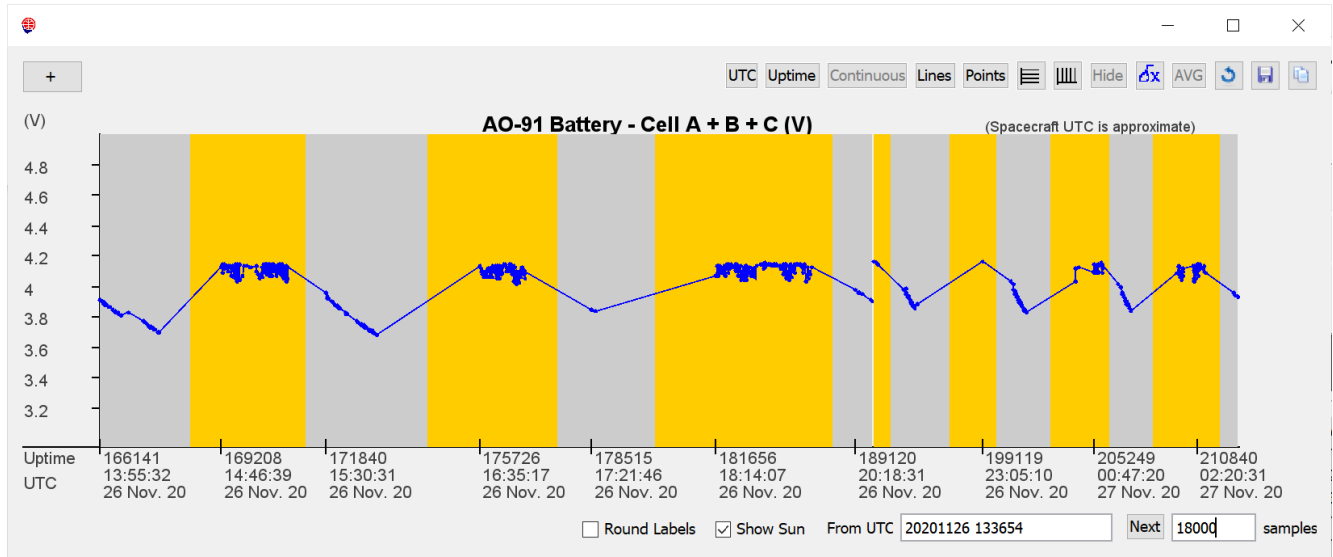 + UTC Uptime Continuous Lines Points Hide √x AVG
(V) AO-91 Battery - Cell A + B + C (V) (Spacecraft UTC is approximate)
4.8
4.6
4.4
4.2
4
3.8
3.6
3.4
3.2
Uptime 166141 169208 171840 175726 178515 181656 189120 199119 205249 210840
UTC 13:55:32 14:46:39 15:30:31 16:35:17 17:21:46 18:14:07 20:18:31 23:05:10 00:47:20 02:20:31
26 Nov. 20 26 Nov. 20 26 Nov. 20 26 Nov. 20 26 Nov. 20 26 Nov. 20 26 Nov. 20 26 Nov. 20 27 Nov. 20 27 Nov. 20
Round Labels Show Sun From UTC 20201126 133654 Next 18000 samples